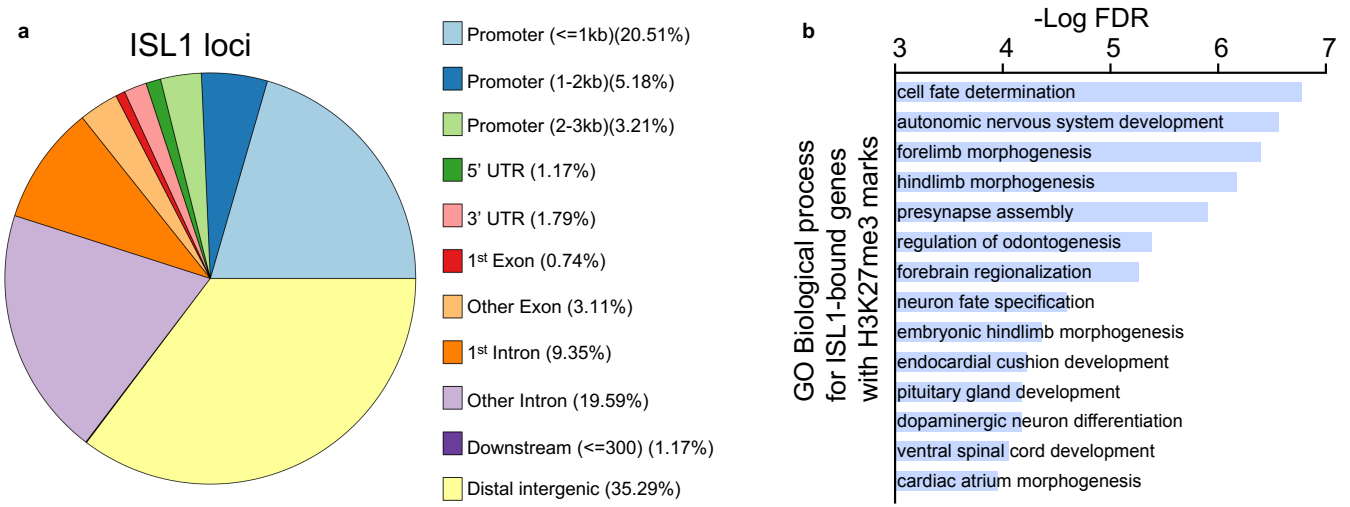 a
ISL1 loci
Promoter (<=1kb)(20.51%)
Promoter (1-2kb)(5.18%)
Promoter (2-3kb)(3.21%)
5’ UTR (1.17%)
3’ UTR (1.79%)
1st Exon (0.74%)
Other Exon (3.11%)
1st Intron (9.35%)
Other Intron (19.59%)
Downstream (<=300) (1.17%)
Distal intergenic (35.29%)
b
-Log FDR
3 4 5 6 7
GO Biological process
for ISL1-bound genes
with H3K27me3 marks
cell fate determination
autonomic nervous system development
forelimb morphogenesis
hindlimb morphogenesis
presynapse assembly
regulation of odontogenesis
forebrain regionalization
neuron fate specification
embryonic hindlimb morphogenesis
endocardial cushion development
pituitary gland development
dopaminergic neuron differentiation
ventral spinal cord development
cardiac atrium morphogenesis